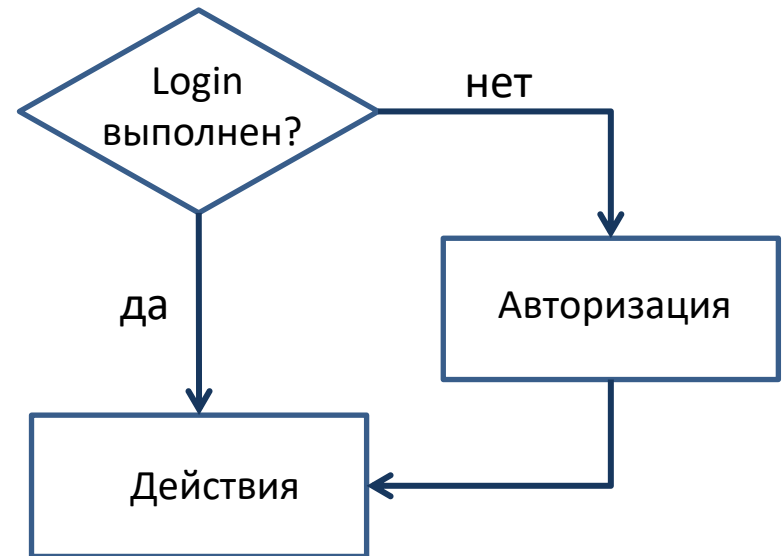 Login
выполнен?
нет
да
Авторизация
Действия